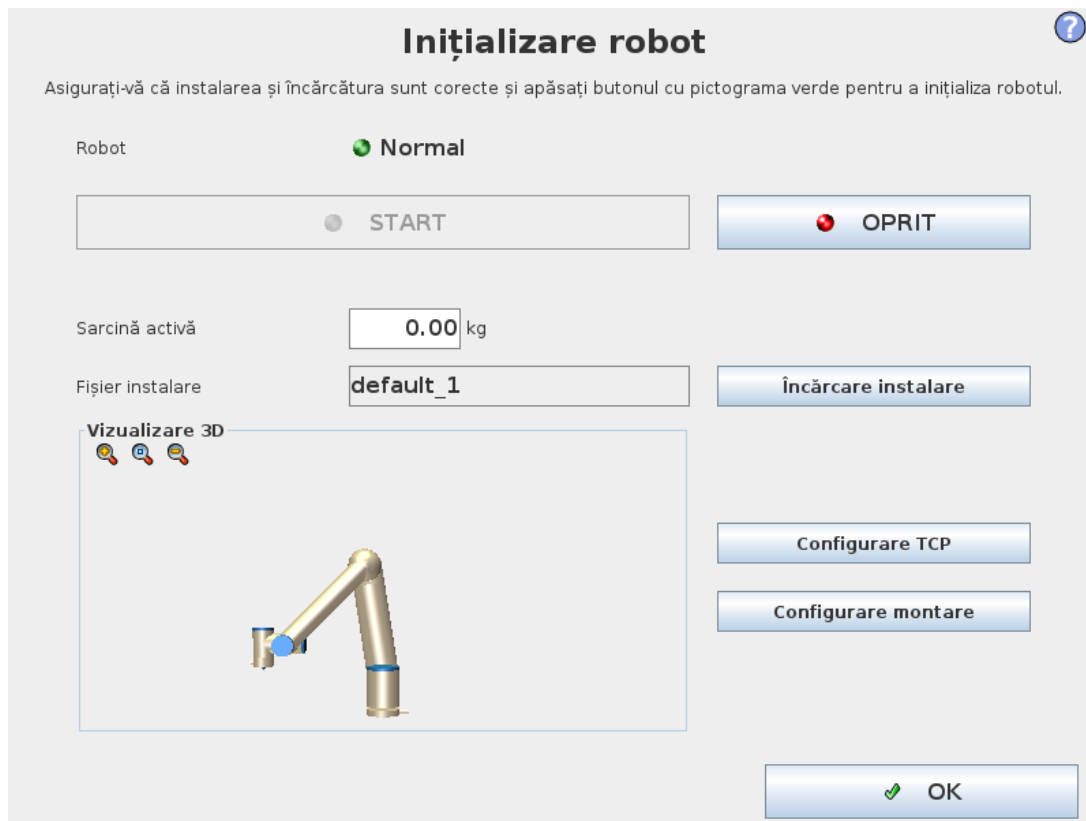 Inițializare robot
?
Asigurați-vă că instalarea și încărcătura sunt corecte și apăsați butonul cu pictograma verde pentru a inițializa robotul.
Robot Normal
START OPRIT
Sarcină activă 0.00 kg
Fișier instalare default_1 Încărcare instalare
Vizualizare 3D
Configurare TCP
Configurare montare
OK